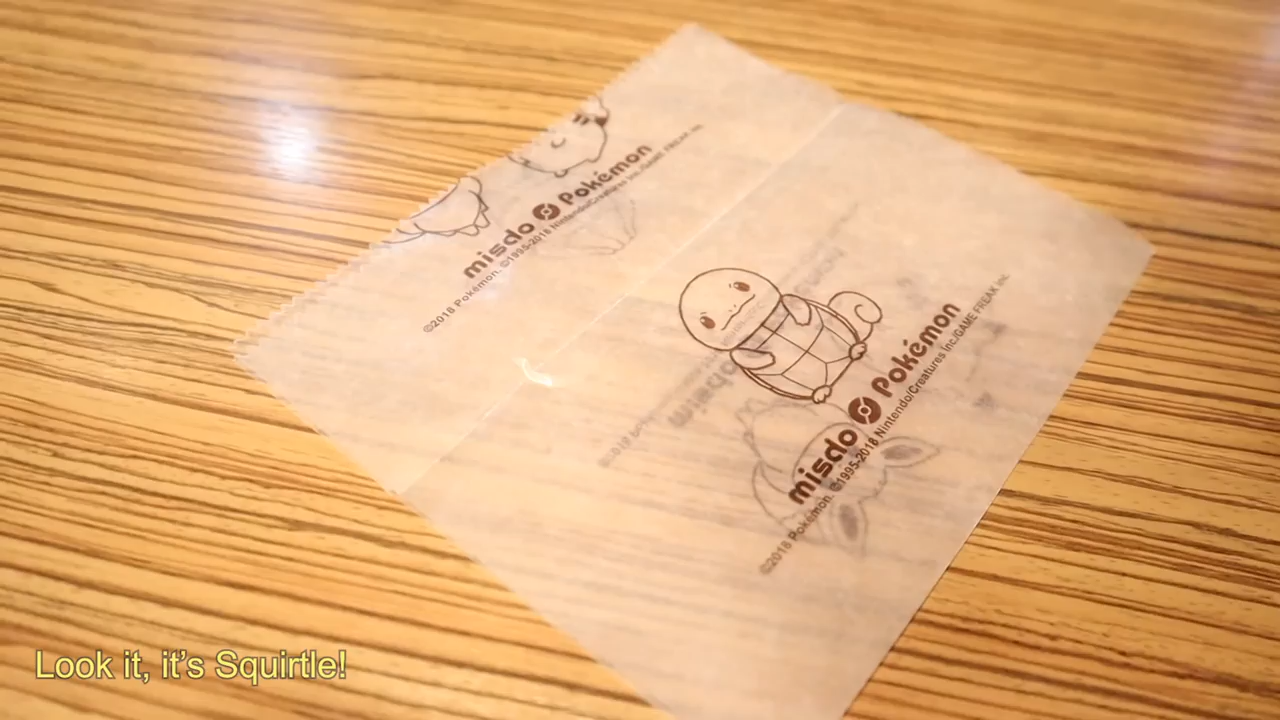 misdo Pokémon
©2018 Pokémon. ©1995-2018 Nintendo/Creatures Inc./GAME FREAK inc.
misdo Pokémon
©2018 Pokémon. ©1995-2018 Nintendo/Creatures Inc./GAME FREAK inc.
misdo
Look it, it's Squirtle!